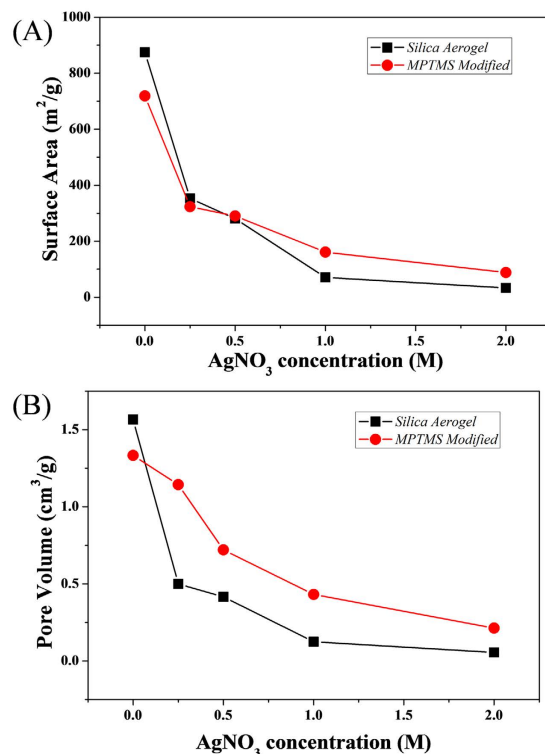 (A)
1000
800
600
400
200
0
Surface Area (m²/g)
Silica Aerogel
MPTMS Modified
0.0 0.5 1.0 1.5 2.0
AgNO₃ concentration (M)
(B)
1.5
1.0
0.5
0.0
Pore Volume (cm³/g)
Silica Aerogel
MPTMS Modified
0.0 0.5 1.0 1.5 2.0
AgNO₃ concentration (M)